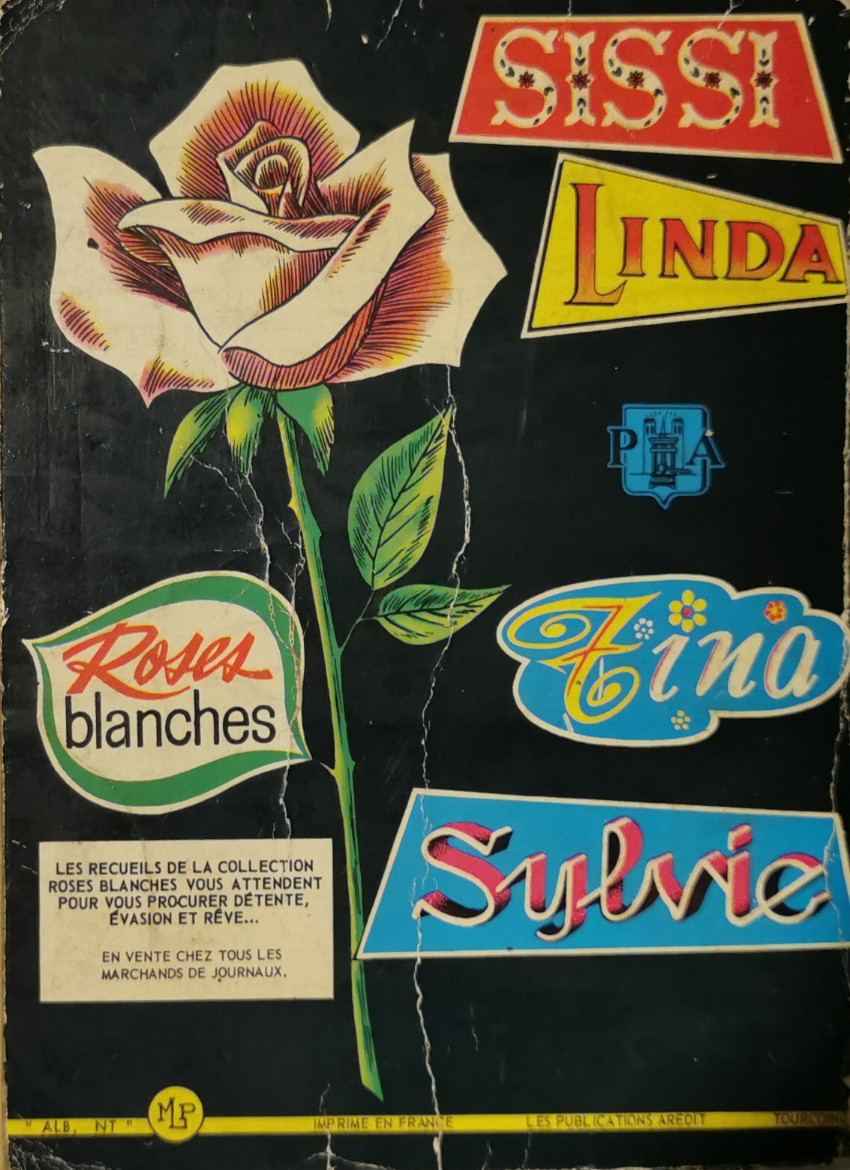 SISSI
LINDA
P A
Roses
blanches
Tina
Sylvie
LES RECUEILS DE LA COLLECTION
ROSES BLANCHES VOUS ATTENDENT
POUR VOUS PROCURER DÉTENTE,
ÉVASION ET RÊVE...
EN VENTE CHEZ TOUS LES
MARCHANDS DE JOURNAUX.
" ALB. NT " MLP IMPRIME EN FRANCE LES PUBLICATIONS AREDIT TOURCOING